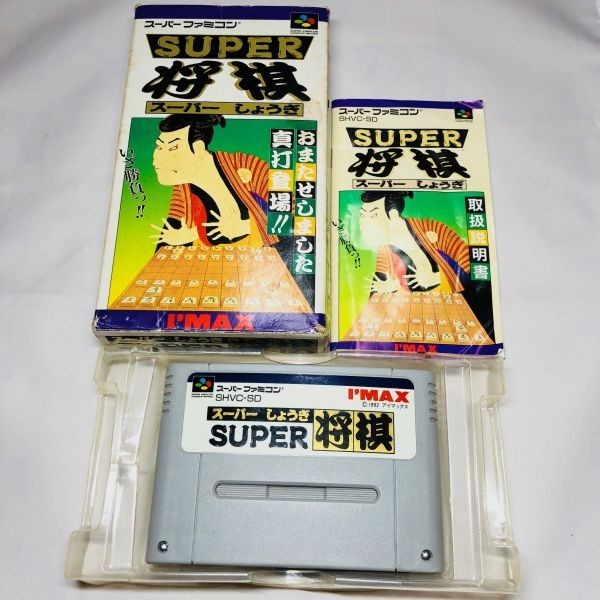 スーパーファミコン
SUPER
将棋
スーパー しょうぎ
おまたせしました
真打登場!!
いざ勝負っ!!
I'MAX
スーパーファミコン
SHVC-SD
SUPER
将棋
スーパー しょうぎ
取扱説明書
いざ勝負っ!!
I'MAX
スーパーファミコン
SHVC-SD
I'MAX
© 1992 アイマックス
スーパー しょうぎ
SUPER 将棋